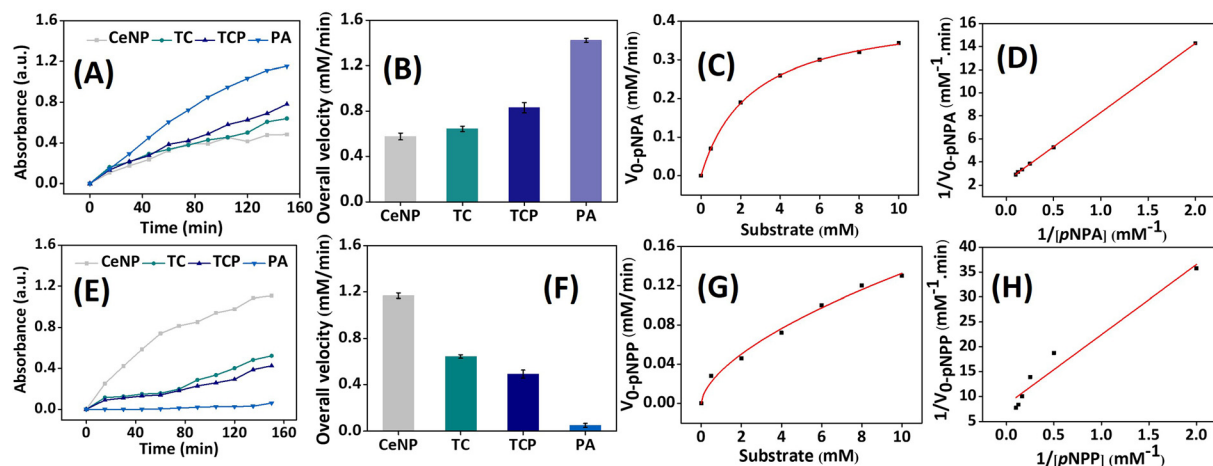 CeNP TC TCP PA
(A)
Absorbance (a.u.)
1.6
1.2
0.8
0.4
0.0
0 40 80 120 160
Time (min)
(B)
Overall velocity (mM/min)
1.6
1.2
0.8
0.4
0.0
CeNP TC TCP PA
(C)
V0-pNPA (mM/min)
0.4
0.3
0.2
0.1
0.0
0 2 4 6 8 10
Substrate (mM)
(D)
1/V0-pNPA (mM-1.min)
16
14
12
10
8
6
4
2
0.0 0.5 1.0 1.5 2.0
1/[pNPA] (mM-1)
CeNP TC TCP PA
(E)
Absorbance (a.u.)
1.6
1.2
0.8
0.4
0.0
0 40 80 120 160
Time (min)
(F)
Overall velocity (mM/min)
1.6
1.2
0.8
0.4
0.0
CeNP TC TCP PA
(G)
V0-pNPP (mM/min)
0.16
0.12
0.08
0.04
0.00
0 2 4 6 8 10
Substrate (mM)
(H)
1/V0-pNPP (mM-1.min)
40
35
30
25
20
15
10
5
0.0 0.5 1.0 1.5 2.0
1/[pNPP] (mM-1)